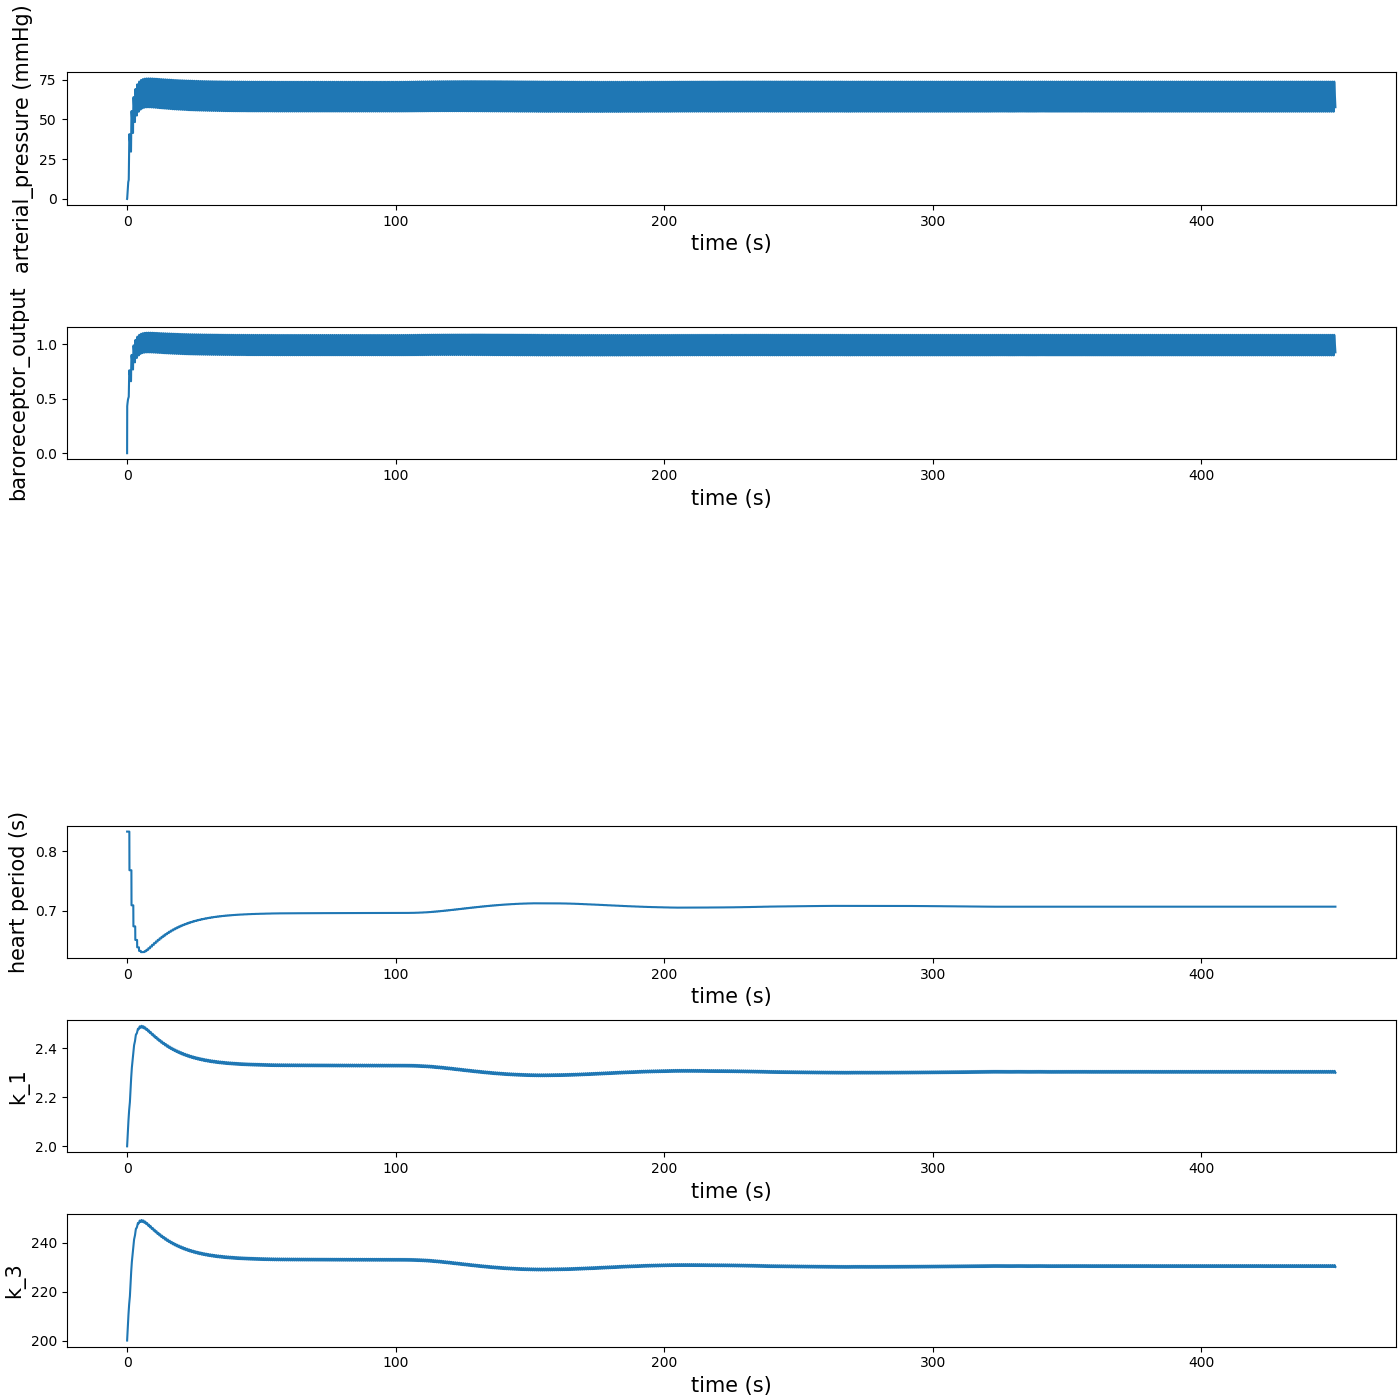 arterial_pressure (mmHg)
75
50
25
0
0 100 200 300 400
time (s)
baroreceptor_output
1.0
0.5
0.0
0 100 200 300 400
time (s)
heart period (s)
0.8
0.7
0 100 200 300 400
time (s)
k_1
2.4
2.2
2.0
0 100 200 300 400
time (s)
k_3
240
220
200
0 100 200 300 400
time (s)